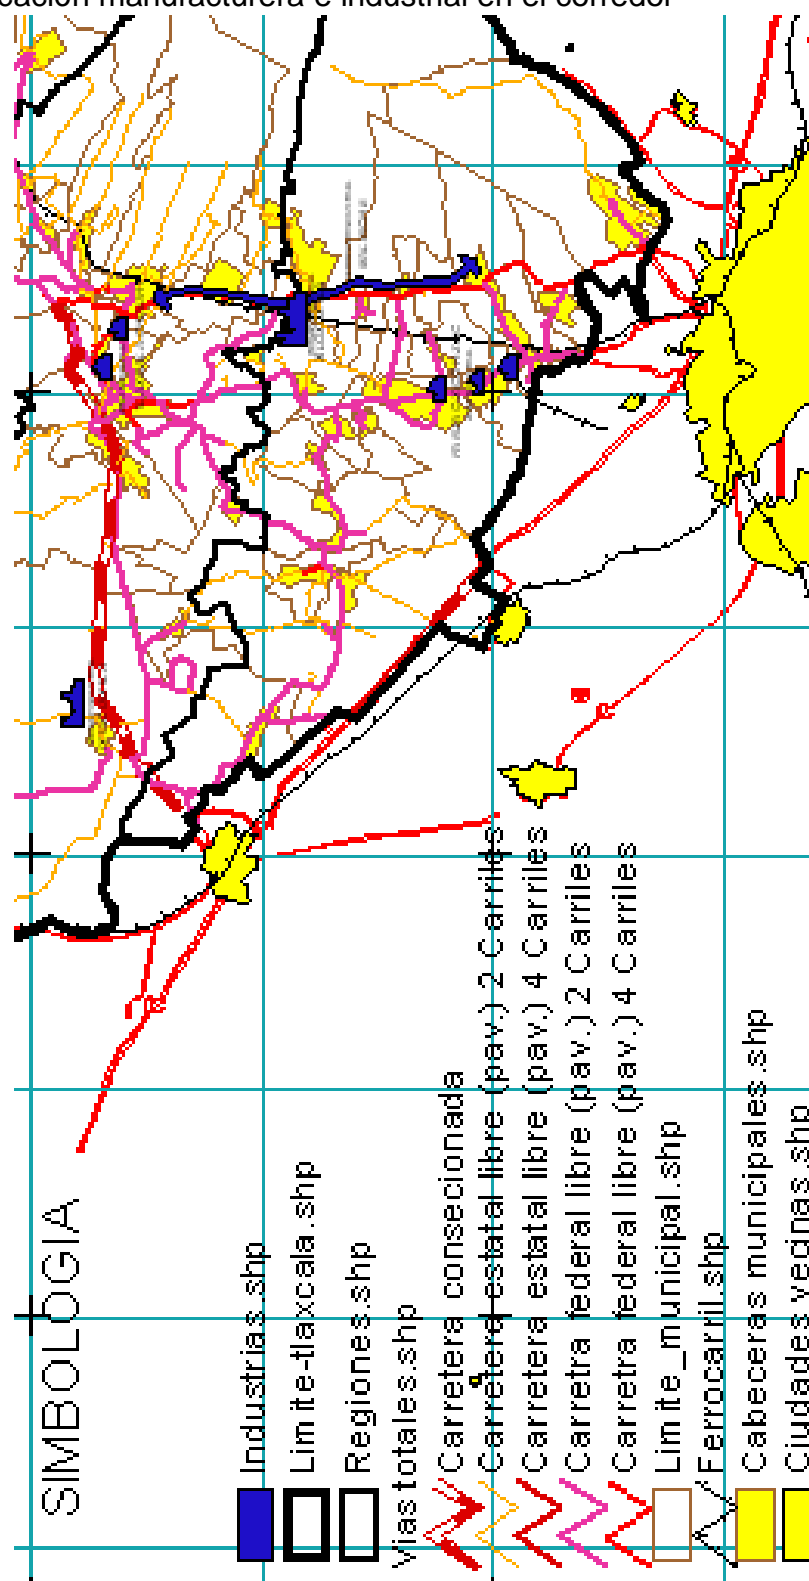 cación manufacturera e industrial en el corredor
SIMBOLOGIA
Industrias.shp
Limite-tlaxcala.shp
Regiones.shp
Vias totales.shp
Carretera consecionada
Carretera estatal libre (pav.) 2 Carriles
Carretera estatal libre (pav.) 4 Carriles
Carretra federal libre (pav.) 2 Carriles
Carretra federal libre (pav.) 4 Carriles
Limite_municipal.shp
Ferrocarril.shp
Cabeceras municipales.shp
Ciudades vecinas.shp